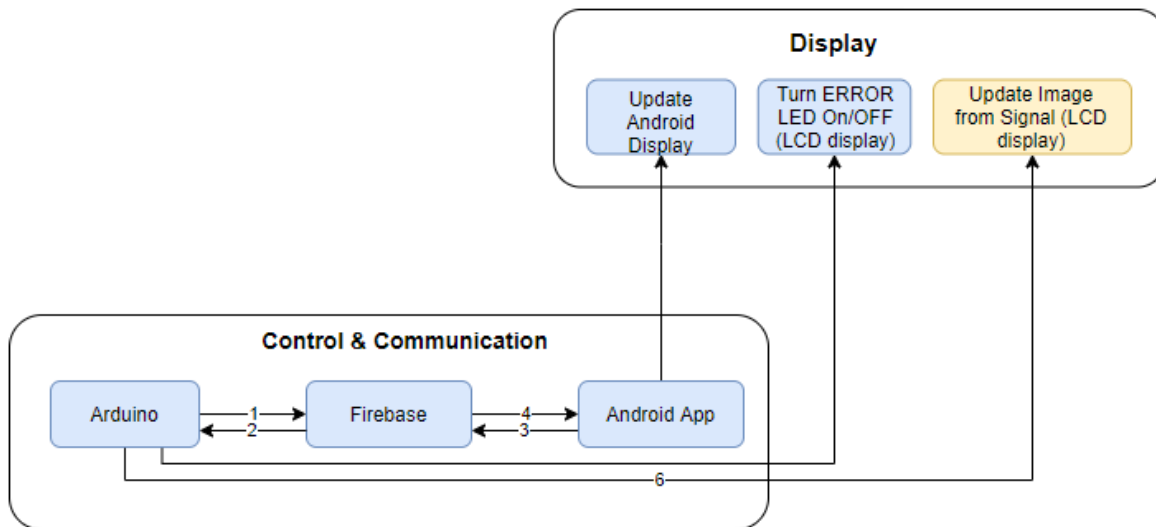 Display
Update
Android
Display
Turn ERROR
LED On/OFF
(LCD display)
Update Image
from Signal (LCD
display)
Control & Communication
Arduino
1
2
Firebase
4
3
Android App
6